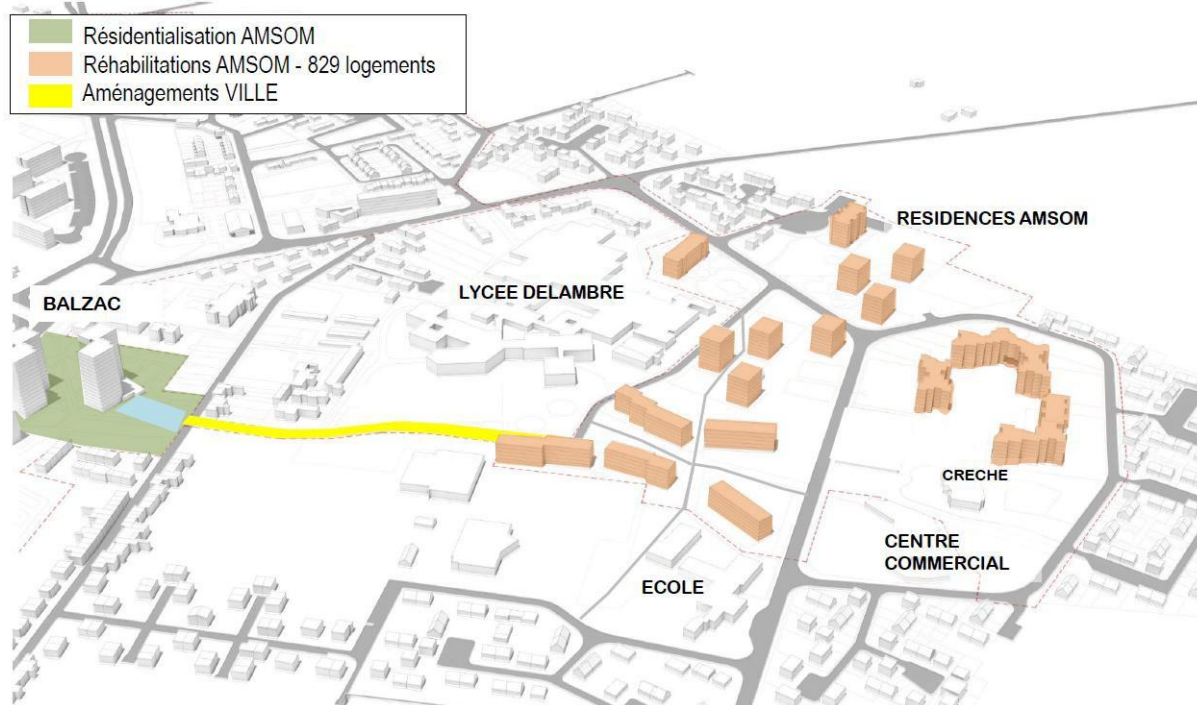 Résidentialisation AMSOM
Réhabilitations AMSOM - 829 logements
Aménagements VILLE
RESIDENCES AMSOM
BALZAC
LYCEE DELAMBRE
CRECHE
CENTRE
COMMERCIAL
ECOLE